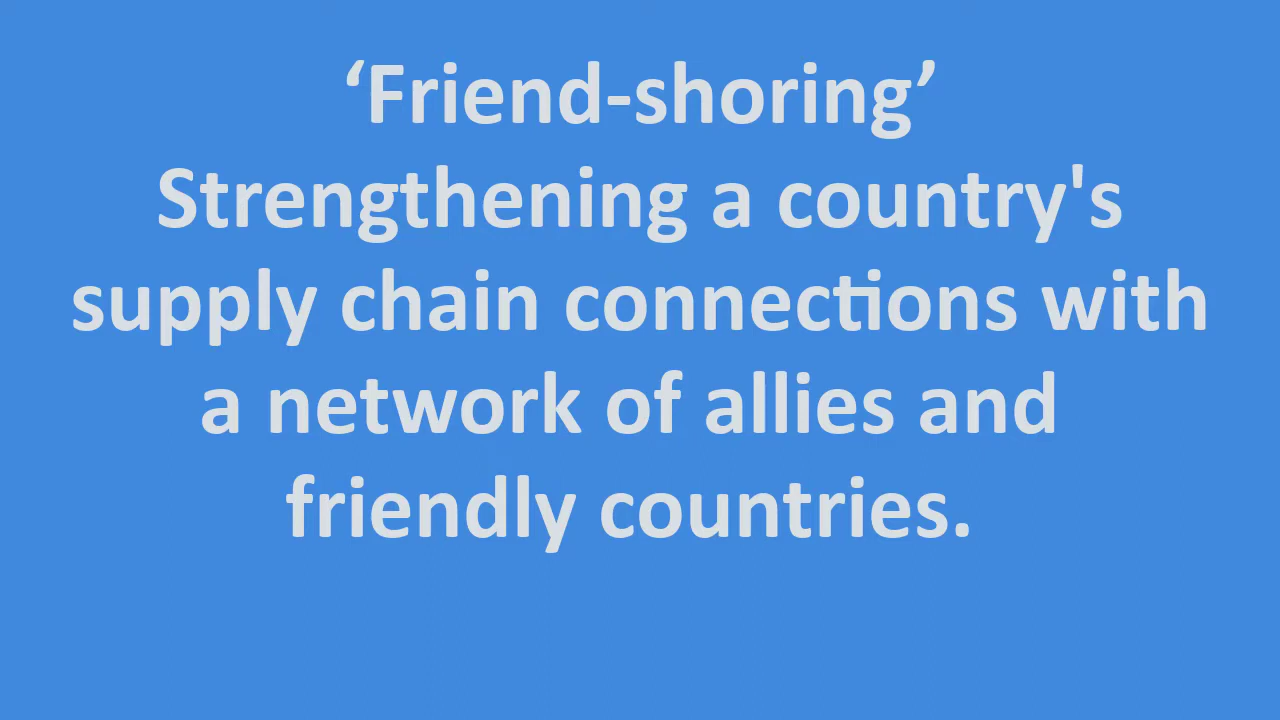 ‘Friend-shoring’
Strengthening a country's
supply chain connections with
a network of allies and
friendly countries.